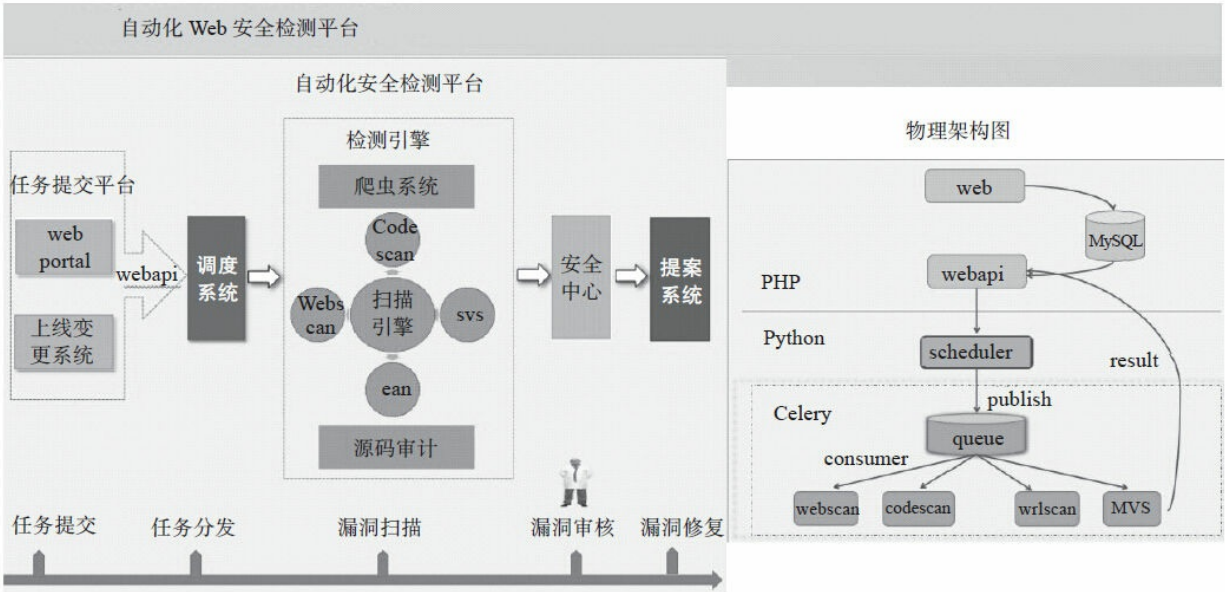 自动化 Web 安全检测平台
自动化安全检测平台
任务提交平台
web
portal
上线变
更系统
webapi
调度
系统
检测引擎
爬虫系统
Code
scan
Webs
can
扫描
引擎
svs
ean
源码审计
安全
中心
提案
系统
任务提交
任务分发
漏洞扫描
漏洞审核
漏洞修复
物理架构图
web
MySQL
webapi
PHP
Python
scheduler
result
publish
Celery
queue
consumer
webscan
codescan
wrlscan
MVS